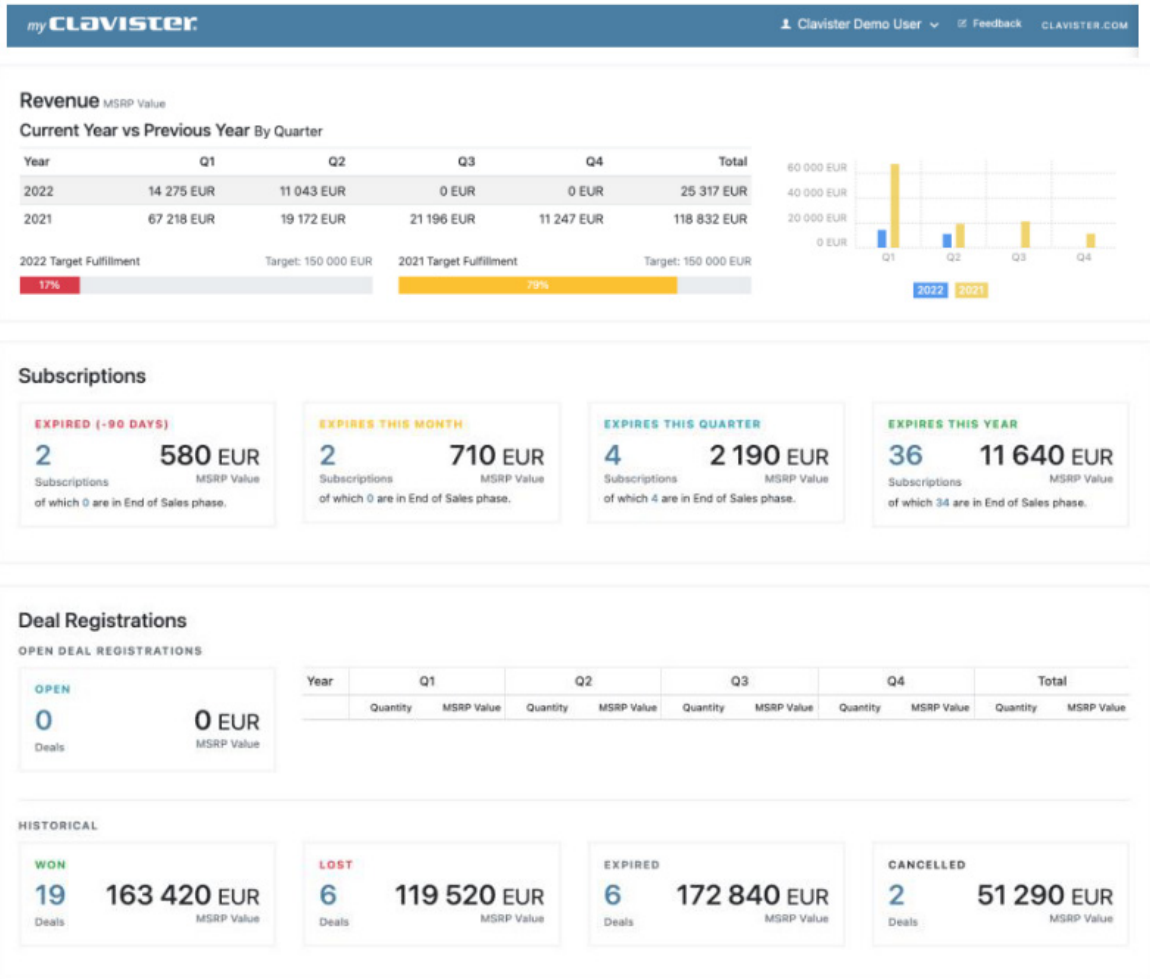 my CLAVISTER.
Clavister Demo User Feedback CLAVISTER.COM
Revenue MSRP Value
Current Year vs Previous Year By Quarter
Year Q1 Q2 Q3 Q4 Total
2022 14 275 EUR 11 043 EUR 0 EUR 0 EUR 25 317 EUR
2021 67 218 EUR 19 172 EUR 21 196 EUR 11 247 EUR 118 832 EUR
2022 Target Fulfillment Target: 150 000 EUR
17%
2021 Target Fulfillment Target: 150 000 EUR
79%
60 000 EUR
40 000 EUR
20 000 EUR
0 EUR
Q1 Q2 Q3 Q4
2022 2021
Subscriptions
EXPIRED (-90 DAYS)
2 580 EUR
Subscriptions MSRP Value
of which 0 are in End of Sales phase.
EXPIRES THIS MONTH
2 710 EUR
Subscriptions MSRP Value
of which 0 are in End of Sales phase.
EXPIRES THIS QUARTER
4 2 190 EUR
Subscriptions MSRP Value
of which 4 are in End of Sales phase.
EXPIRES THIS YEAR
36 11 640 EUR
Subscriptions MSRP Value
of which 34 are in End of Sales phase.
Deal Registrations
OPEN DEAL REGISTRATIONS
OPEN
0 0 EUR
Deals MSRP Value
Year Q1 Q2 Q3 Q4 Total
Quantity MSRP Value Quantity MSRP Value Quantity MSRP Value Quantity MSRP Value Quantity MSRP Value
HISTORICAL
WON
19 163 420 EUR
Deals MSRP Value
LOST
6 119 520 EUR
Deals MSRP Value
EXPIRED
6 172 840 EUR
Deals MSRP Value
CANCELLED
2 51 290 EUR
Deals MSRP Value